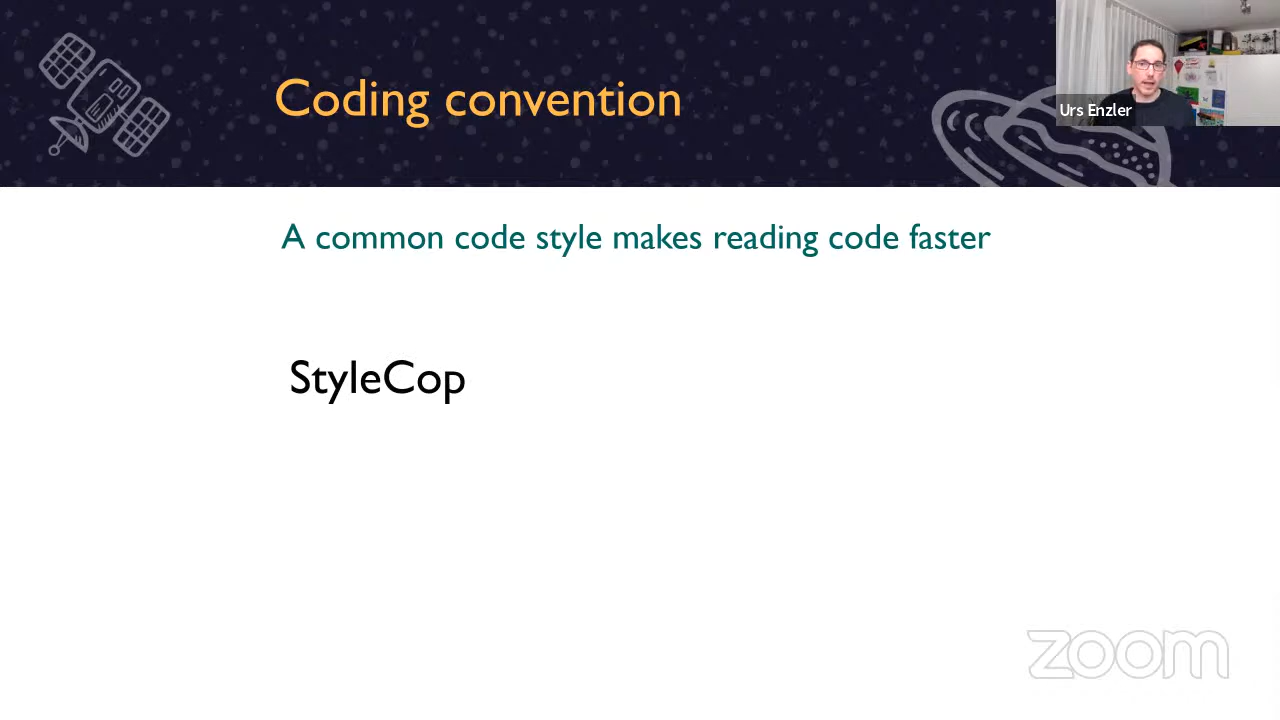 Coding convention
Urs Enzler
A common code style makes reading code faster
StyleCop
zoom